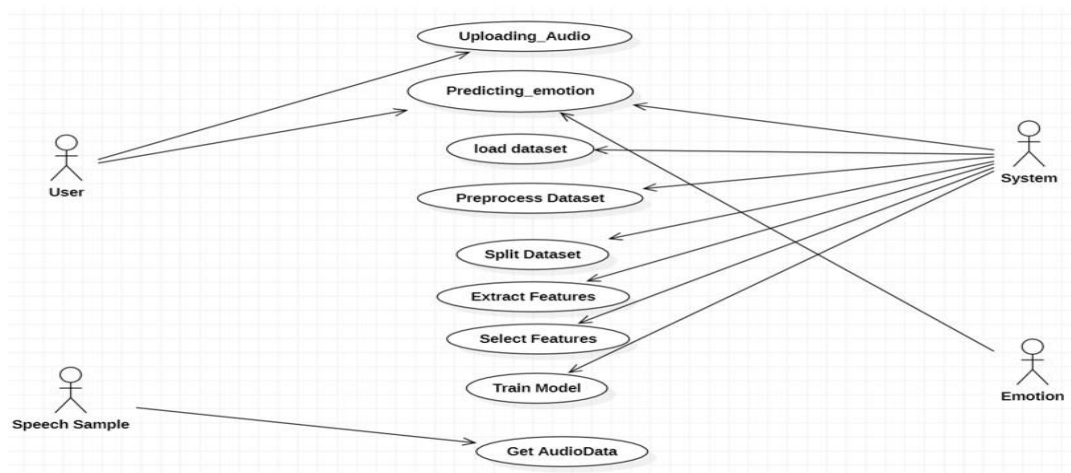 Uploading_Audio
Predicting_emotion
load dataset
User
System
Preprocess Dataset
Split Dataset
Extract Features
Select Features
Train Model
Emotion
Speech Sample
Get AudioData